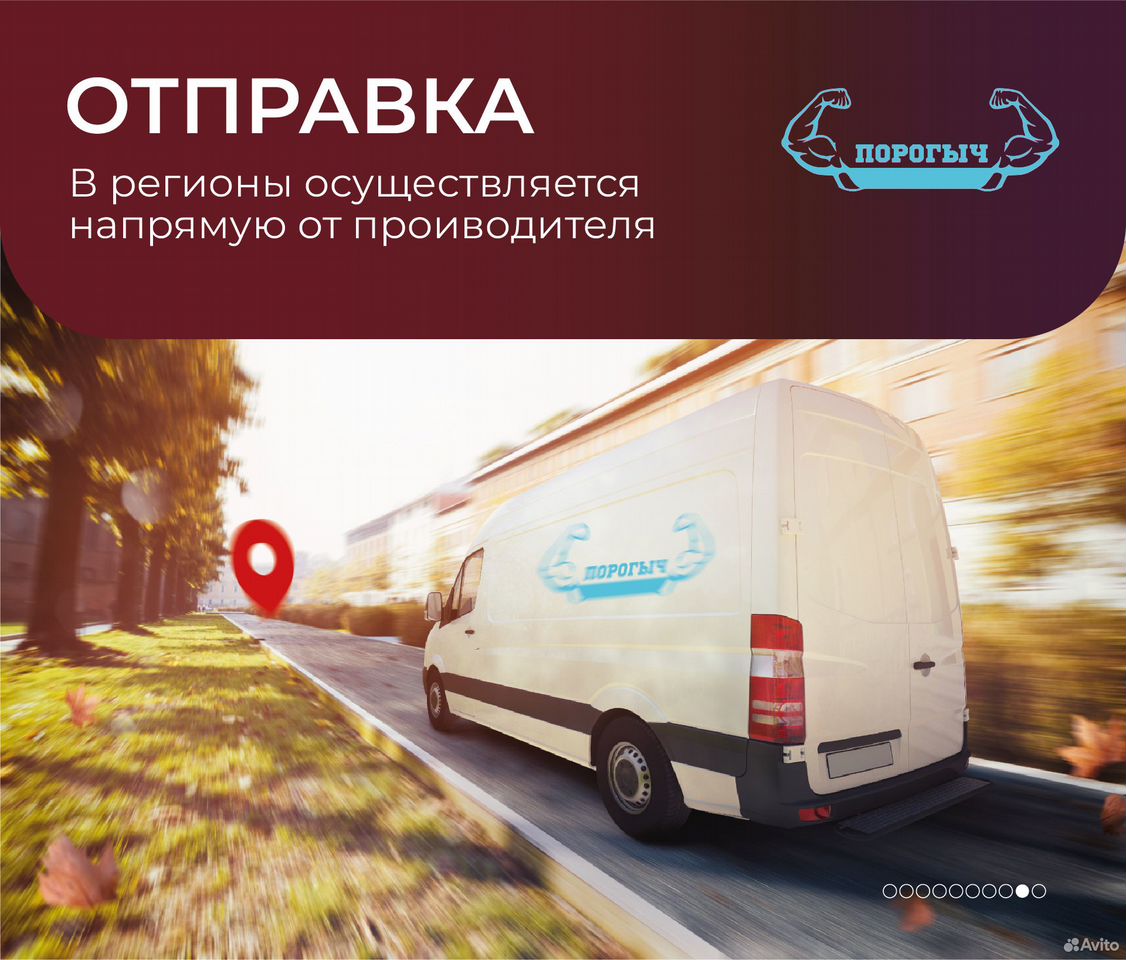 ОТПРАВКА
В регионы осуществляется
напрямую от проиводителя
ПОРОГЫЧ
ПОРОГЫЧ
Avito